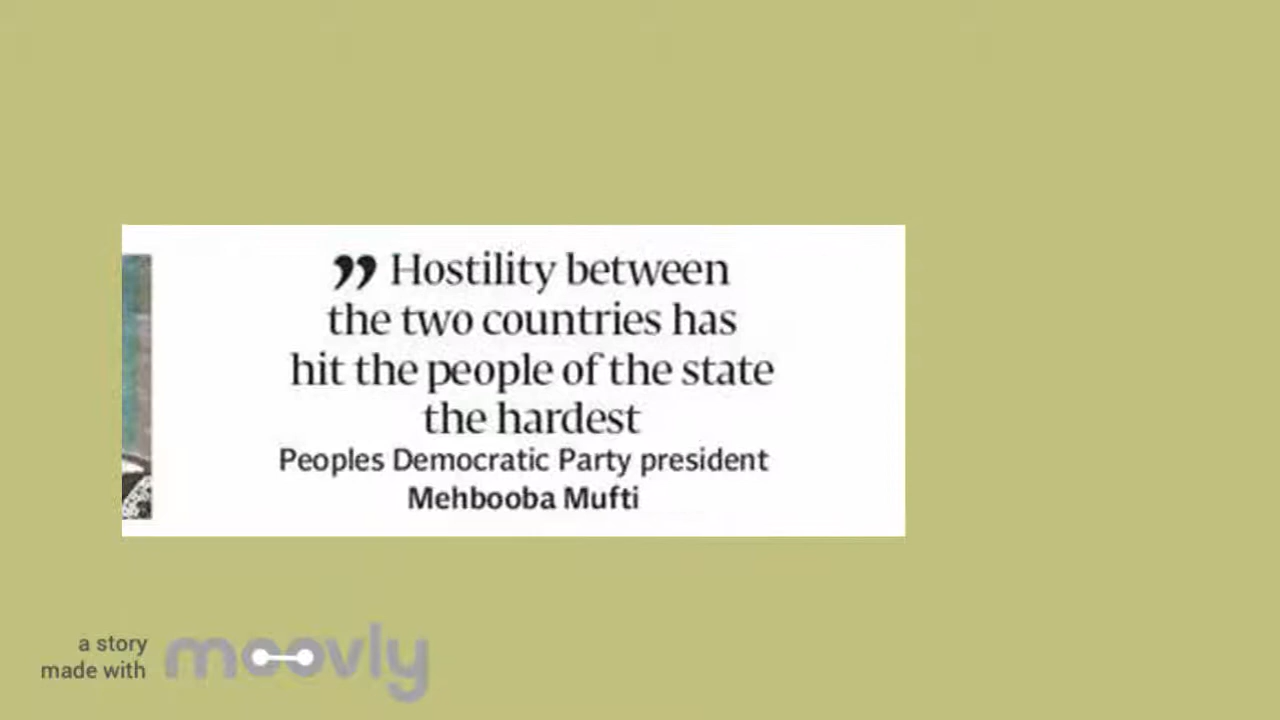 ” Hostility between
the two countries has
hit the people of the state
the hardest
Peoples Democratic Party president
Mehbooba Mufti
a story
made with
moovly